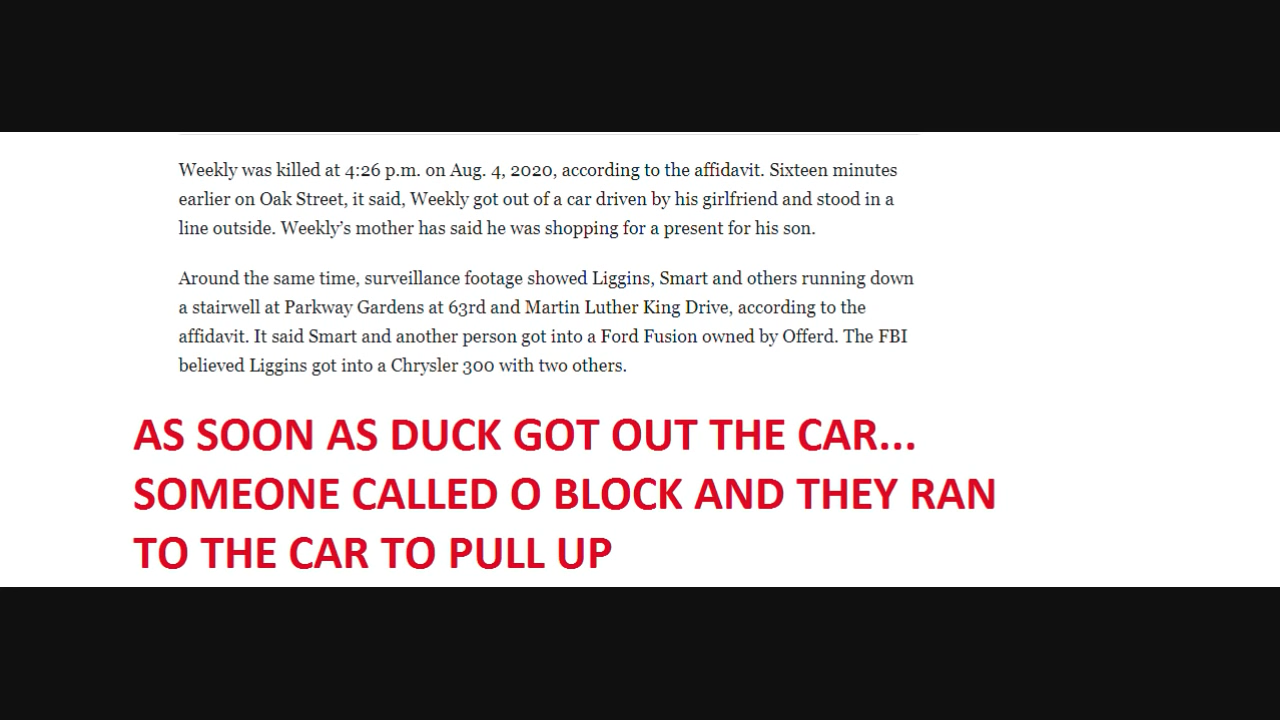 Weekly was killed at 4:26 p.m. on Aug. 4, 2020, according to the affidavit. Sixteen minutes
earlier on Oak Street, it said, Weekly got out of a car driven by his girlfriend and stood in a
line outside. Weekly’s mother has said he was shopping for a present for his son.
Around the same time, surveillance footage showed Liggins, Smart and others running down
a stairwell at Parkway Gardens at 63rd and Martin Luther King Drive, according to the
affidavit. It said Smart and another person got into a Ford Fusion owned by Offerd. The FBI
believed Liggins got into a Chrysler 300 with two others.
AS SOON AS DUCK GOT OUT THE CAR...
SOMEONE CALLED O BLOCK AND THEY RAN
TO THE CAR TO PULL UP